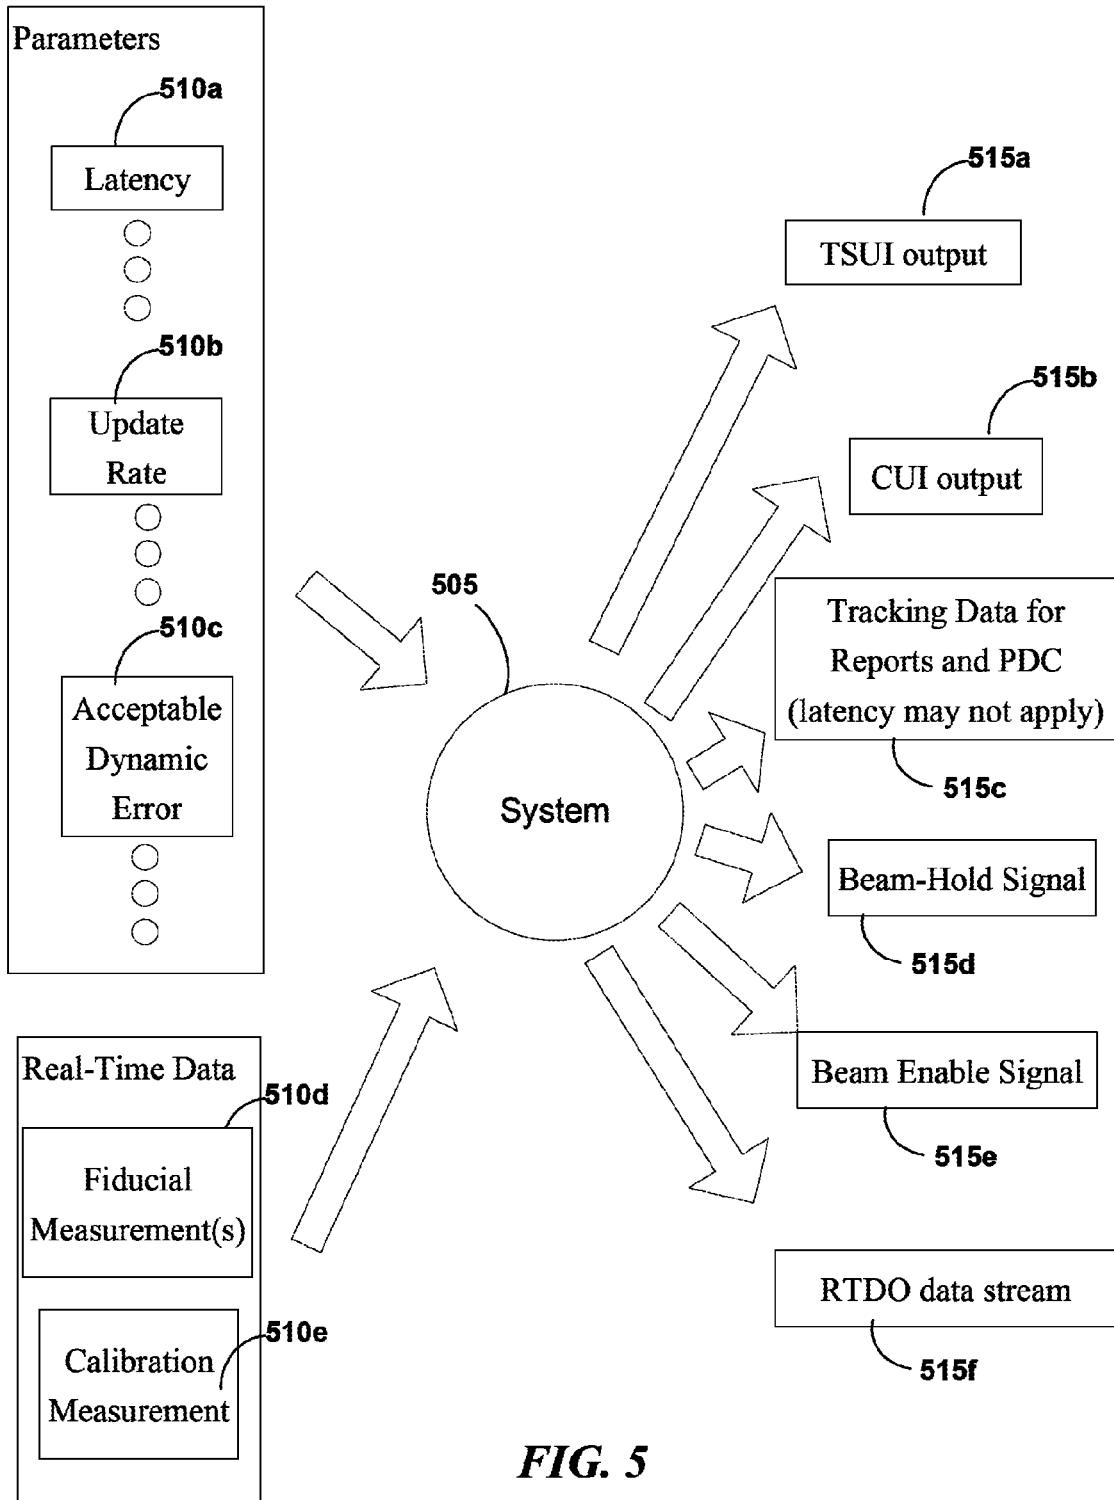 Parameters
510a
Latency
510b
Update
Rate
510c
Acceptable
Dynamic
Error
Real-Time Data
510d
Fiducial
Measurement(s)
510e
Calibration
Measurement
505
System
515a
TSUI output
515b
CUI output
Tracking Data for
Reports and PDC
(latency may not apply)
515c
Beam-Hold Signal
515d
Beam Enable Signal
515e
RTDO data stream
515f
FIG. 5